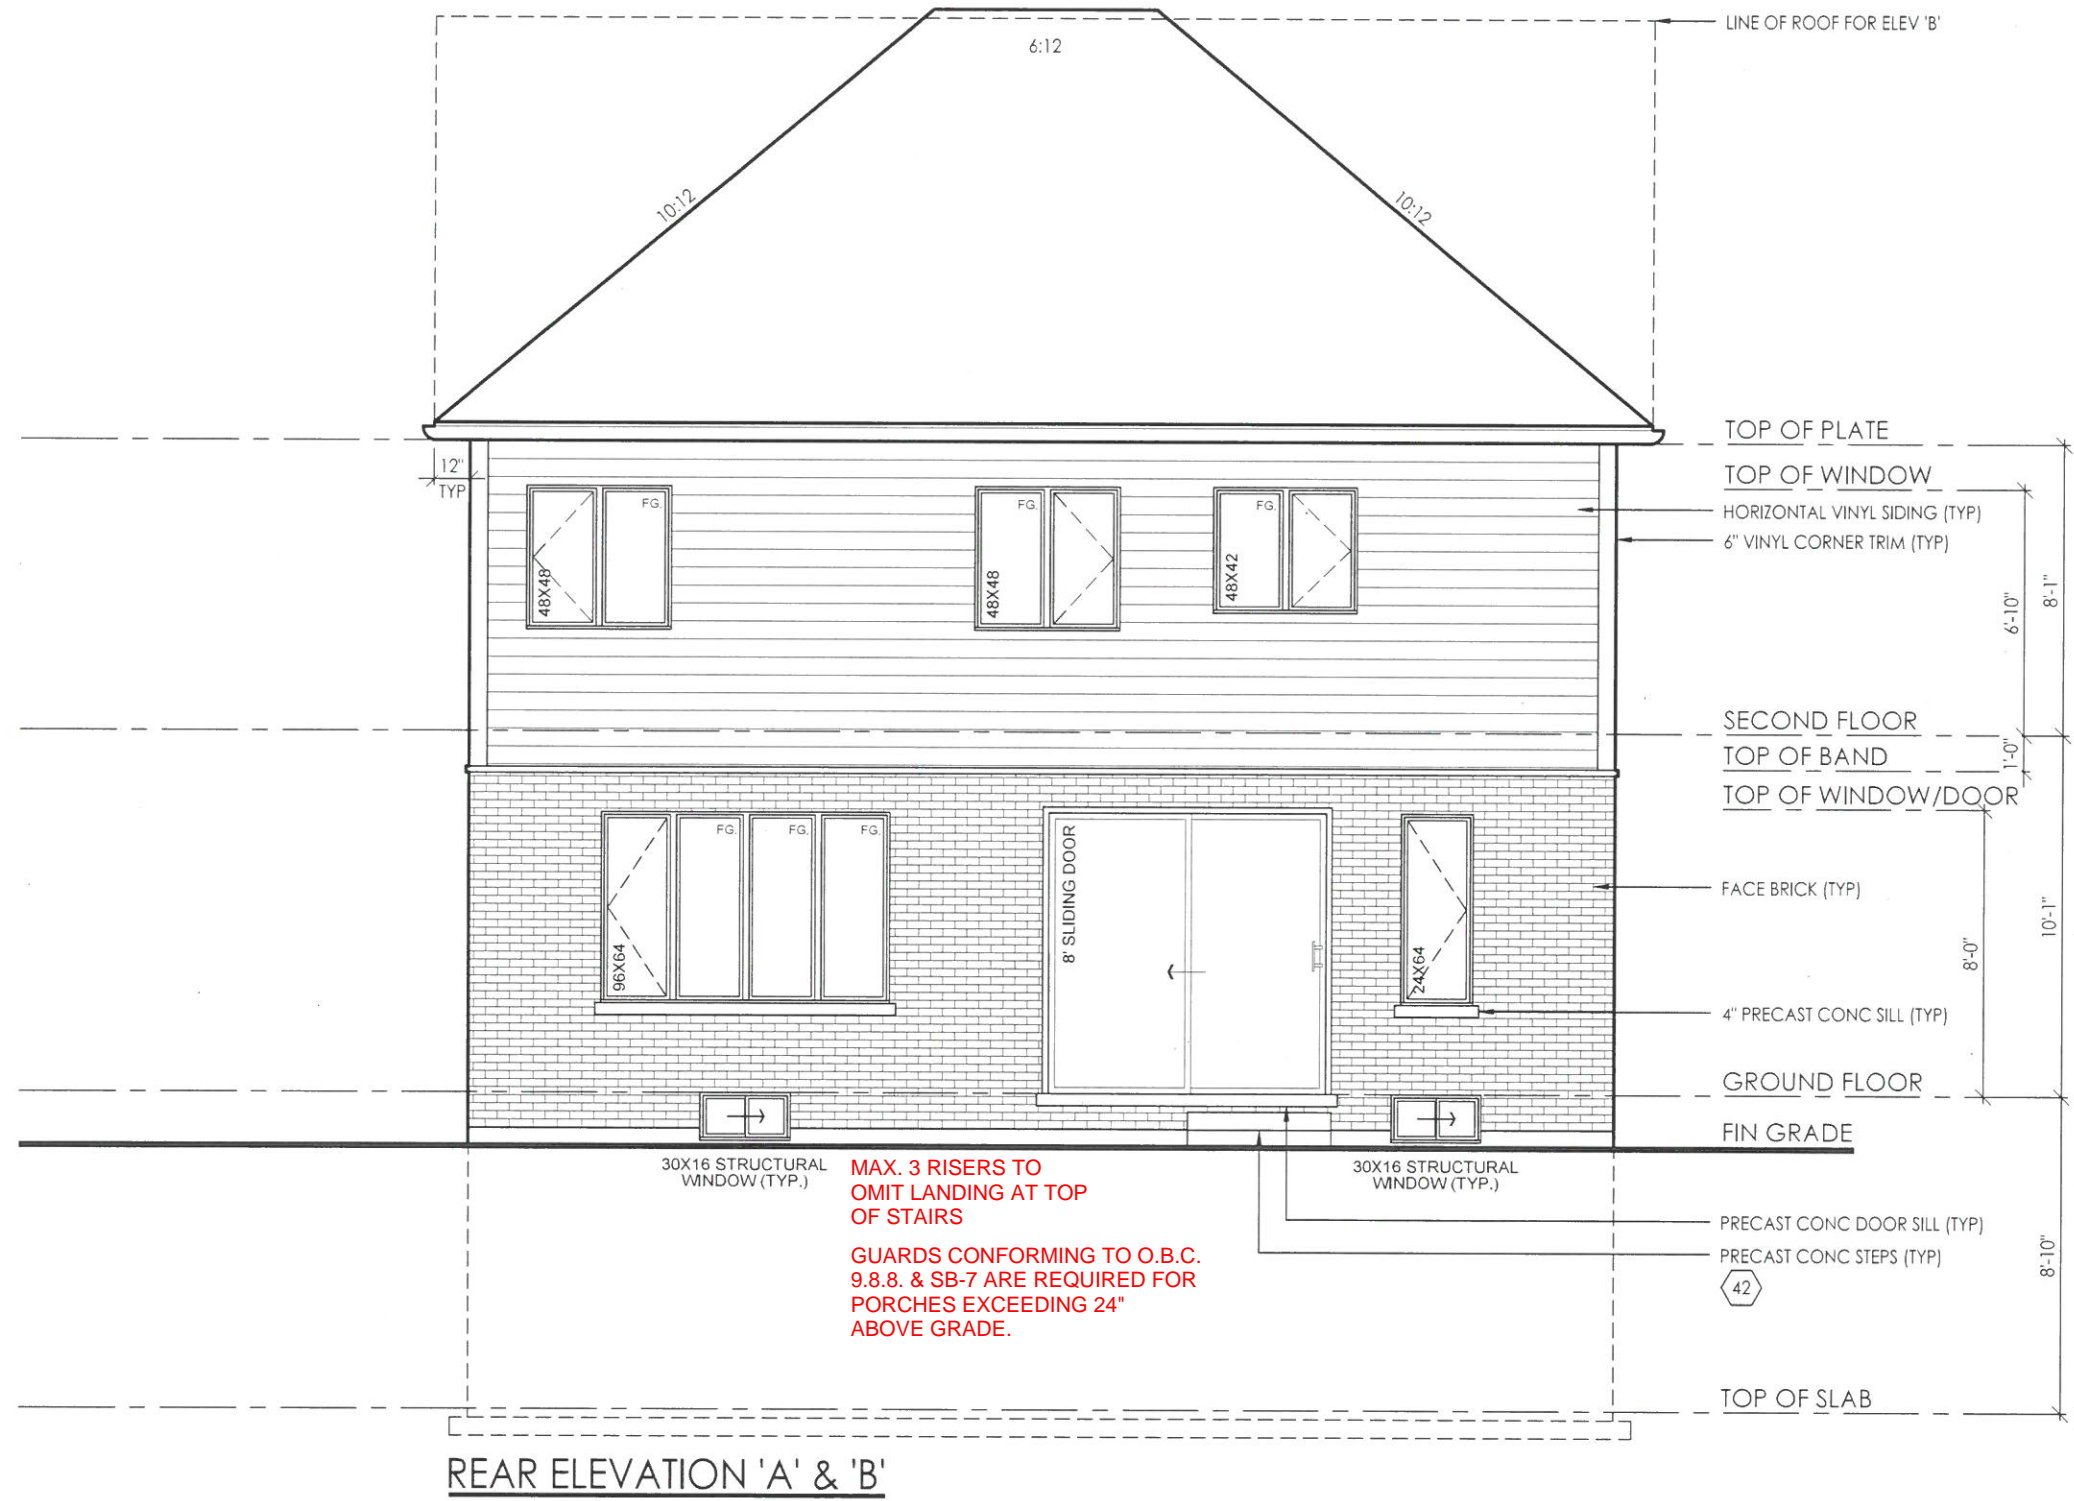 LINE OF ROOF FOR ELEV 'B'
6:12
10:12
10:12
TOP OF PLATE
12"
TYP
TOP OF WINDOW
FG.
FG.
FG.
HORIZONTAL VINYL SIDING (TYP)
6" VINYL CORNER TRIM (TYP)
48X48
48X48
48X42
6'-10"
8'-1"
SECOND FLOOR
TOP OF BAND
1'-0"
TOP OF WINDOW/DOOR
FG.
FG.
FG.
8' SLIDING DOOR
FACE BRICK (TYP)
96X64
24X64
8'-0"
10'-1"
4" PRECAST CONC SILL (TYP)
GROUND FLOOR
FIN GRADE
30X16 STRUCTURAL
WINDOW (TYP.)
MAX. 3 RISERS TO
OMIT LANDING AT TOP
OF STAIRS
30X16 STRUCTURAL
WINDOW (TYP.)
PRECAST CONC DOOR SILL (TYP)
PRECAST CONC STEPS (TYP)
42
GUARDS CONFORMING TO O.B.C.
9.8.8. & SB-7 ARE REQUIRED FOR
PORCHES EXCEEDING 24"
ABOVE GRADE.
8'-10"
TOP OF SLAB
REAR ELEVATION 'A' & 'B'